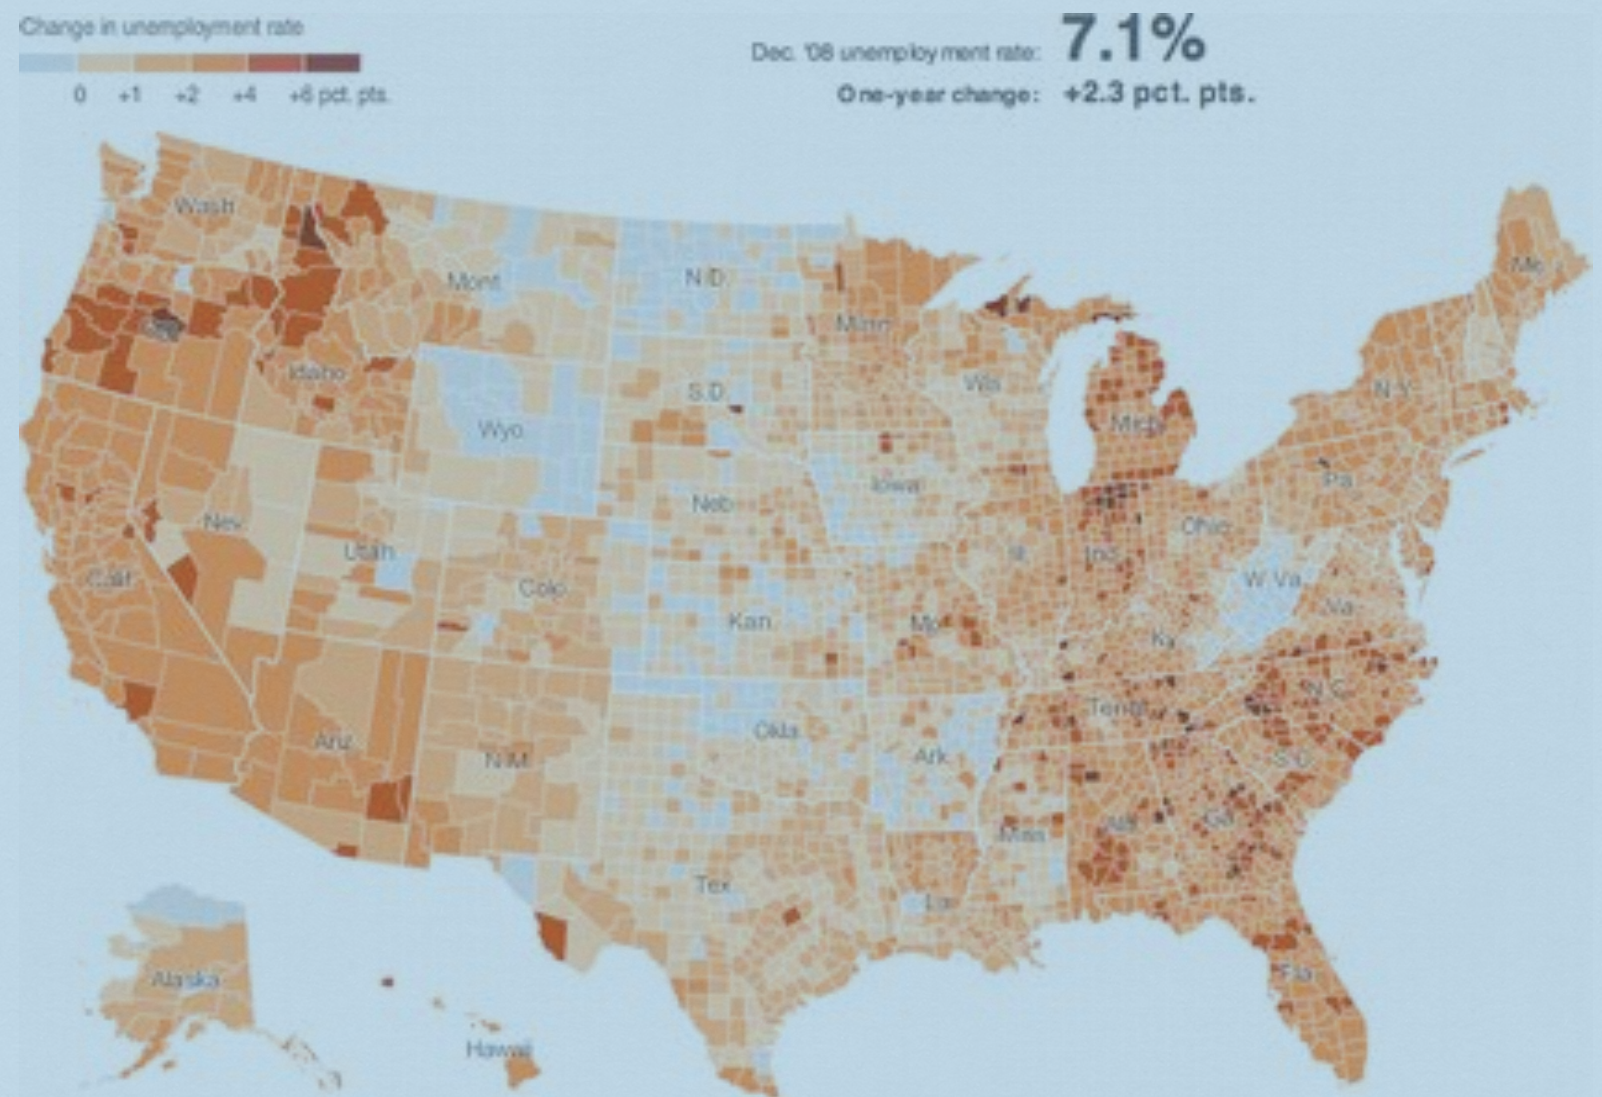 Change in unemployment rate
0 +1 +2 +4 +6 pct. pts.
Dec. '08 unemployment rate: 7.1%
One-year change: +2.3 pct. pts.
Wash
Mont
N.D.
Minn
Me.
Idaho
Wyo.
S.D.
Wis
Mich
N.Y.
Nev
Utah
Colo
Neb
Iowa
Ill.
Ind.
Ohio
Pa
Calif
Kan
Mo
Ky
W.Va.
Va
Ariz
N.M.
Okla
Ark
Tenn
N.C.
S.C.
Tex
La
Miss
Ala
Ga
Fla
Alaska
Hawaii